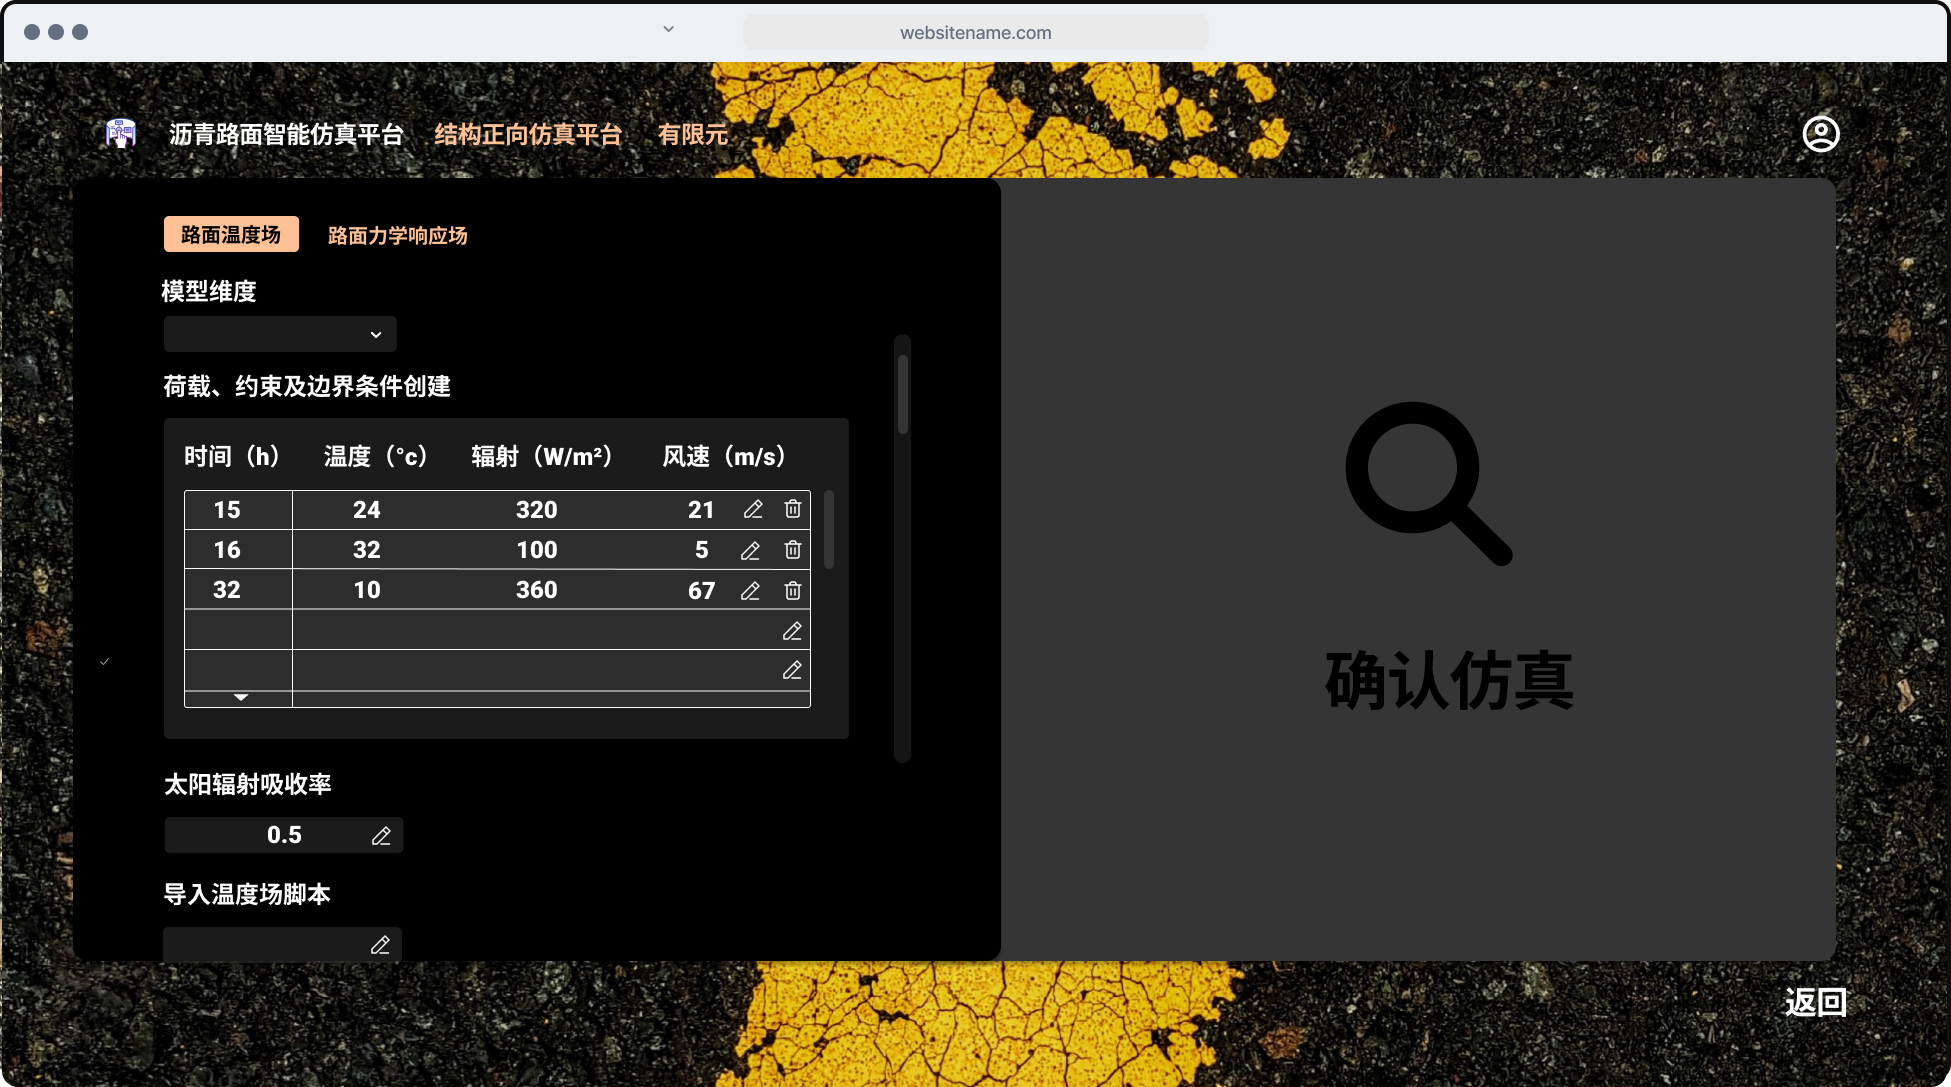 websitename.com
沥青路面智能仿真平台 结构正向仿真平台 有限元
路面温度场 路面力学响应场
模型维度
荷载、约束及边界条件创建
时间（h） 温度（°c） 辐射（W/m²） 风速（m/s）
15 24 320 21
16 32 100 5
32 10 360 67
太阳辐射吸收率
0.5
导入温度场脚本
确认仿真
返回